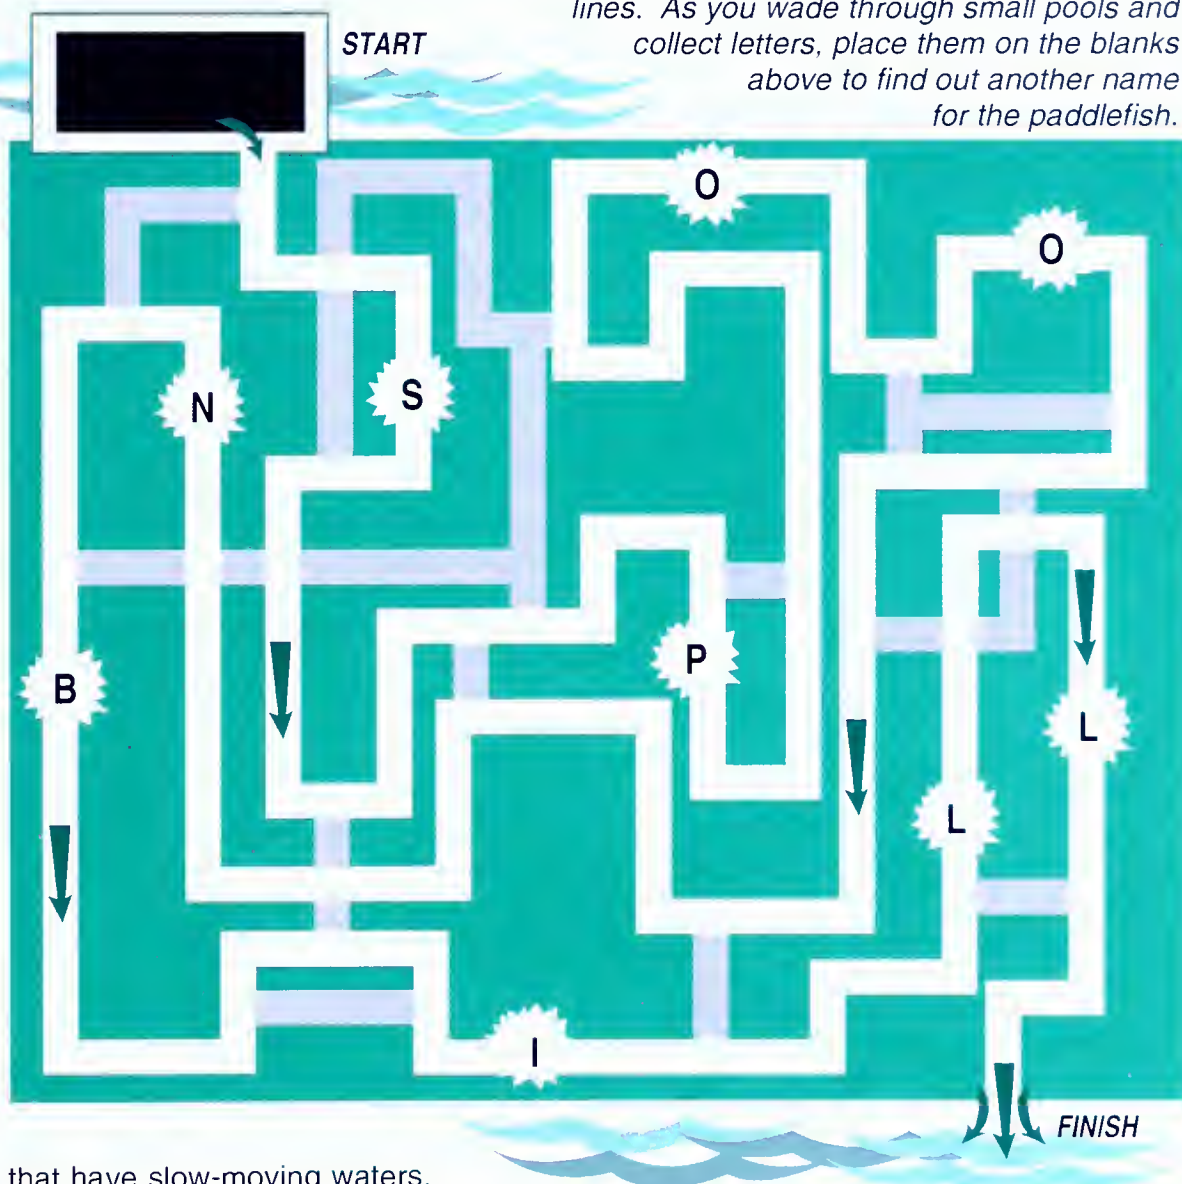 lines. As you wade through small pools and
START
collect letters, place them on the blanks
above to find out another name
for the paddlefish.
O
O
N
S
P
B
L
L
I
FINISH
that have slow-moving waters.